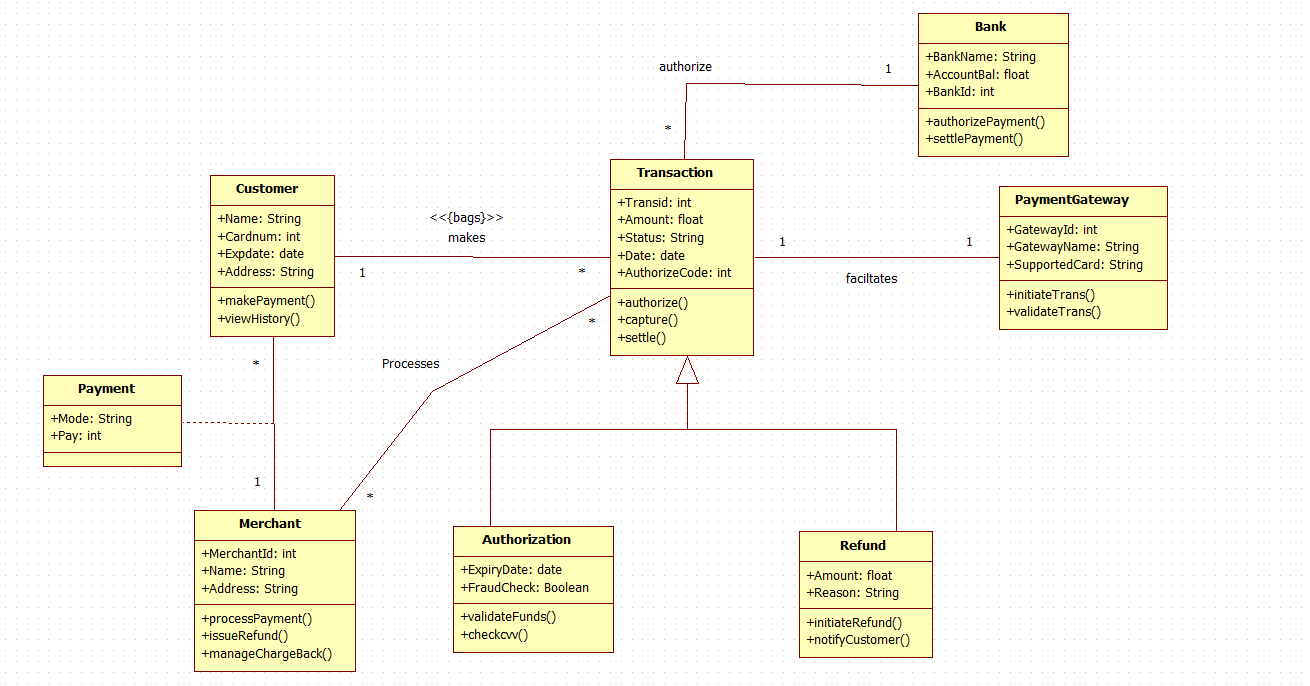 Bank
+BankName: String
+AccountBal: float
+BankId: int
+authorizePayment()
+settlePayment()
authorize
1
*
Transaction
+Transid: int
+Amount: float
+Status: String
+Date: date
+AuthorizeCode: int
+authorize()
+capture()
+settle()
Customer
+Name: String
+Cardnum: int
+Expdate: date
+Address: String
+makePayment()
+viewHistory()
<<{bags}>>
makes
1
*
PaymentGateway
+GatewayId: int
+GatewayName: String
+SupportedCard: String
+initiateTrans()
+validateTrans()
1
1
faciltates
*
Processes
*
*
Payment
+Mode: String
+Pay: int
1
Merchant
+MerchantId: int
+Name: String
+Address: String
+processPayment()
+issueRefund()
+manageChargeBack()
Authorization
+ExpiryDate: date
+FraudCheck: Boolean
+validateFunds()
+checkcvv()
Refund
+Amount: float
+Reason: String
+initiateRefund()
+notifyCustomer()